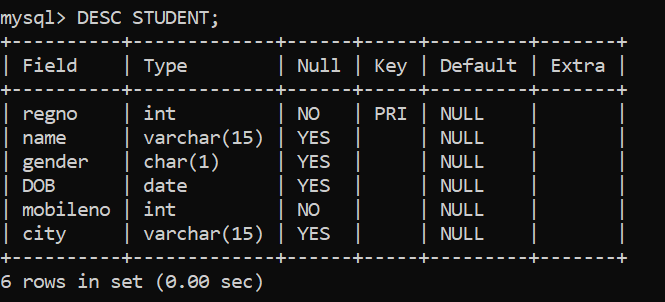 mysql> DESC STUDENT;
+----------+-------------+------+-----+---------+-------+
| Field    | Type        | Null | Key | Default | Extra |
+----------+-------------+------+-----+---------+-------+
| regno    | int         | NO   | PRI | NULL    |       |
| name     | varchar(15) | YES  |     | NULL    |       |
| gender   | char(1)     | YES  |     | NULL    |       |
| DOB      | date        | YES  |     | NULL    |       |
| mobileno | int         | NO   |     | NULL    |       |
| city     | varchar(15) | YES  |     | NULL    |       |
+----------+-------------+------+-----+---------+-------+
6 rows in set (0.00 sec)